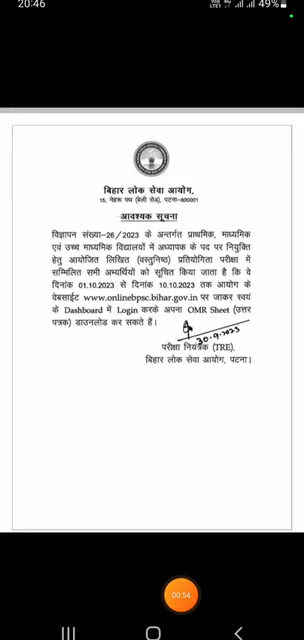 20:46
49%
बिहार लोक सेवा आयोग,
15, नेहरू पथ (बेली रोड), पटना-800001
आवश्यक सूचना
विज्ञापन संख्या-26/2023 के अन्तर्गत प्राथमिक, माध्यमिक
एवं उच्च माध्यमिक विद्यालयों में अध्यापक के पद पर नियुक्ति
हेतु आयोजित लिखित (वस्तुनिष्ठ) प्रतियोगिता परीक्षा में
सम्मिलित सभी अभ्यर्थियों को सूचित किया जाता है कि वे
दिनांक 01.10.2023 से दिनांक 10.10.2023 तक आयोग के
वेबसाईट www.onlinebpsc.bihar.gov.in पर जाकर स्वयं
के Dashboard में Login करके अपना OMR Sheet (उत्तर
पत्रक) डाउनलोड कर सकते हैं।
30.9.2023
परीक्षा नियंत्रक (TRE),
बिहार लोक सेवा आयोग, पटना।
00:54